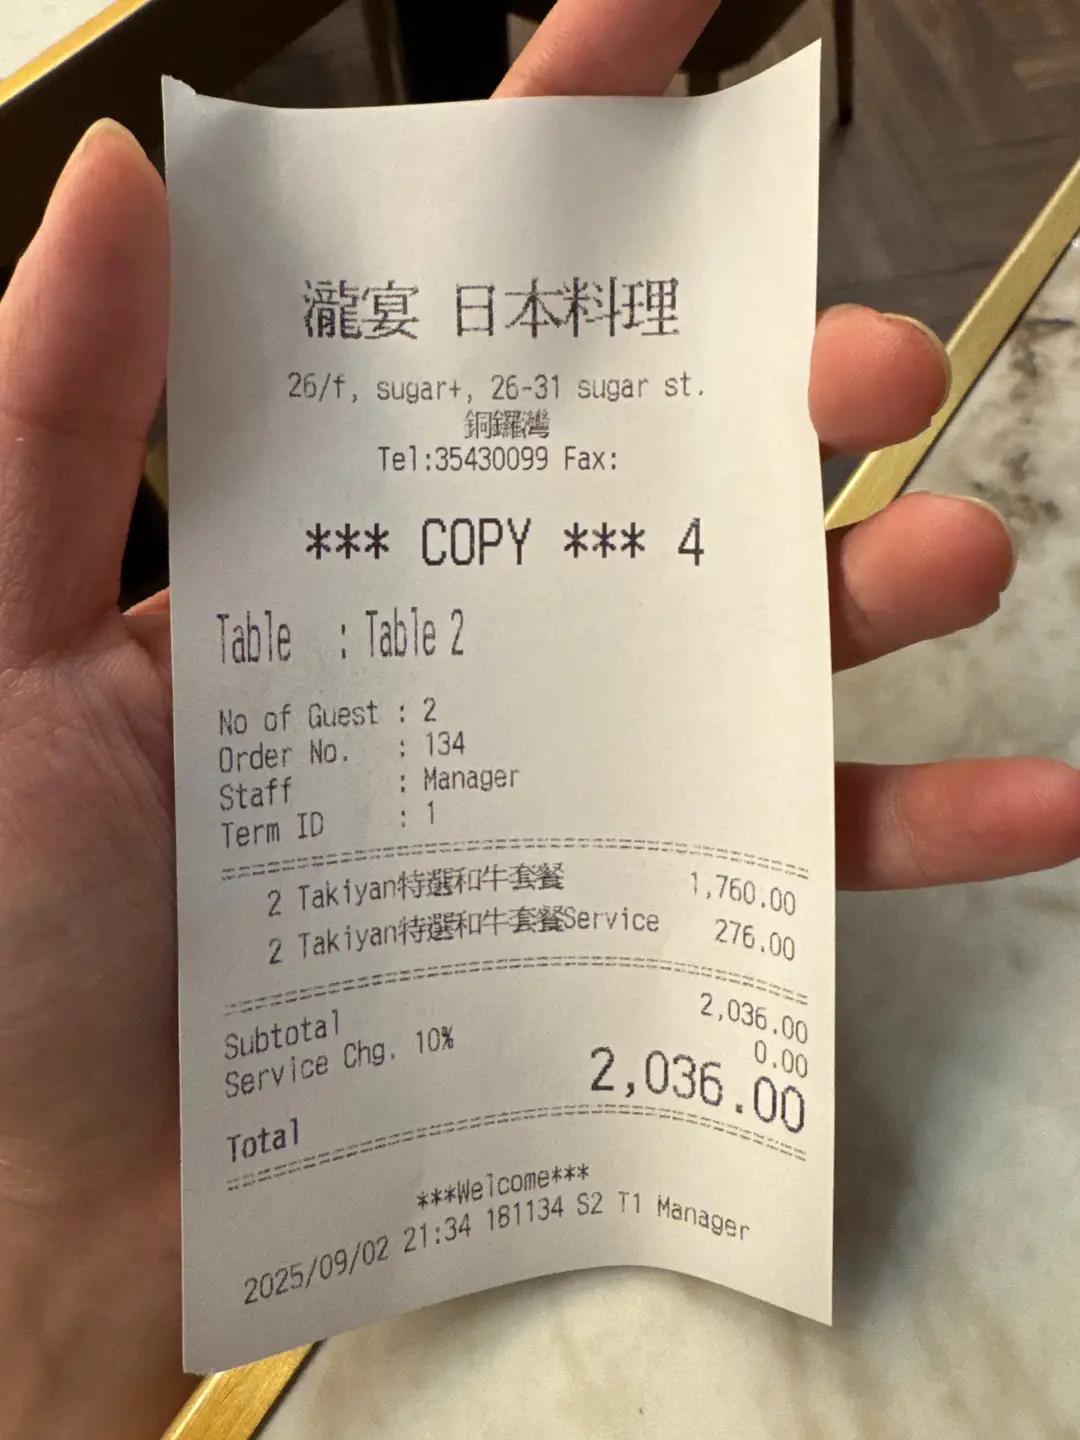 瀧宴 日本料理
26/f, sugar+, 26-31 sugar st.
銅鑼灣
Tel:35430099 Fax:
*** COPY *** 4
Table : Table 2
No of Guest : 2
Order No. : 134
Staff : Manager
Term ID : 1
2 Takiyan特選和牛套餐 1,760.00
2 Takiyan特選和牛套餐Service 276.00
Subtotal 2,036.00
Service Chg. 10% 0.00
Total 2,036.00
***Welcome***
2025/09/02 21:34 181134 S2 T1 Manager